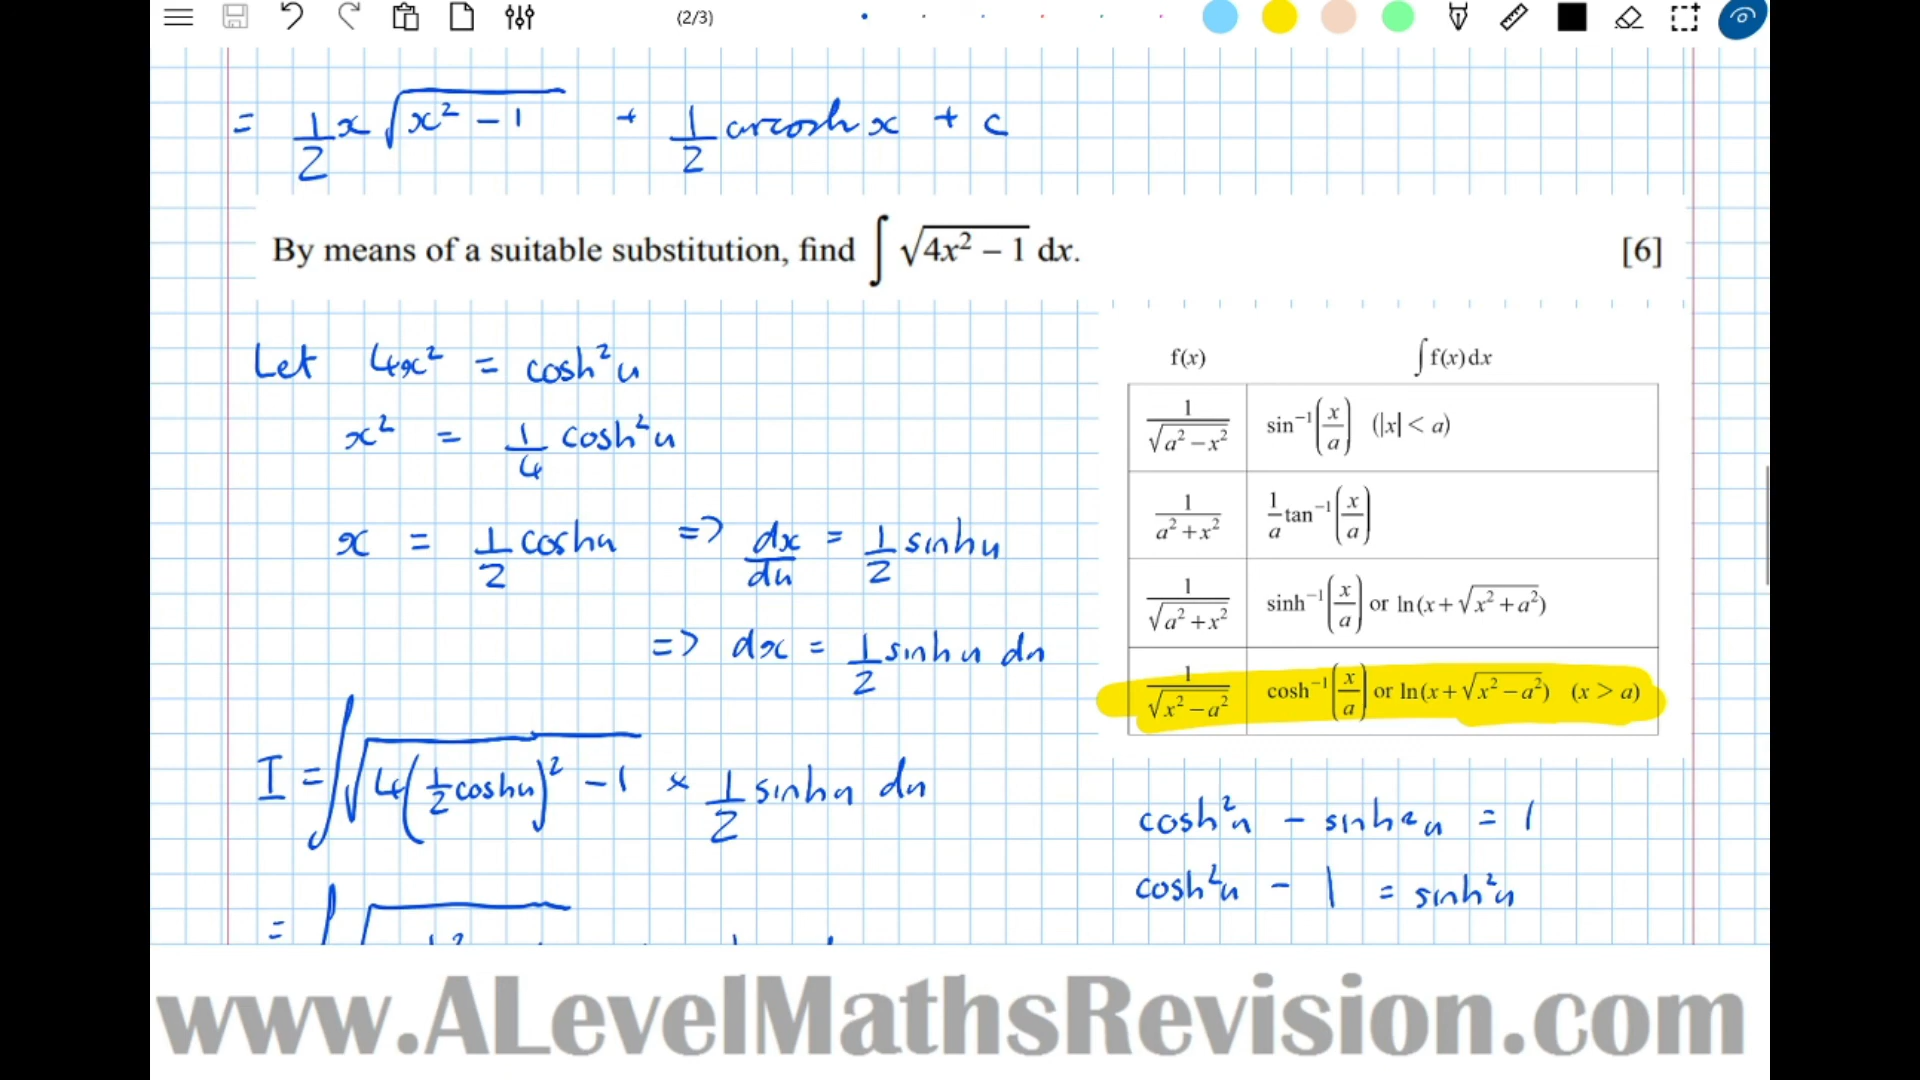 (2/3)
= 1/2 x √(x² − 1) + 1/2 arcosh x + c
By means of a suitable substitution, find ∫ √(4x² − 1) dx. [6]
Let 4x² = cosh²u
x² = 1/4 cosh²u
x = 1/2 cosh u => dx/du = 1/2 sinh u
=> dx = 1/2 sinh u du
I = ∫ √(4(1/2 cosh u)² − 1) × 1/2 sinh u du
=
f(x) ∫ f(x) dx
1/√(a² − x²) sin⁻¹(x/a) (|x| < a)
1/(a² + x²) 1/a tan⁻¹(x/a)
1/√(a² + x²) sinh⁻¹(x/a) or ln(x + √(x² + a²))
1/√(x² − a²) cosh⁻¹(x/a) or ln(x + √(x² − a²)) (x > a)
cosh²u − sinh²u = 1
cosh²u − 1 = sinh²u
www.ALevelMathsRevision.com